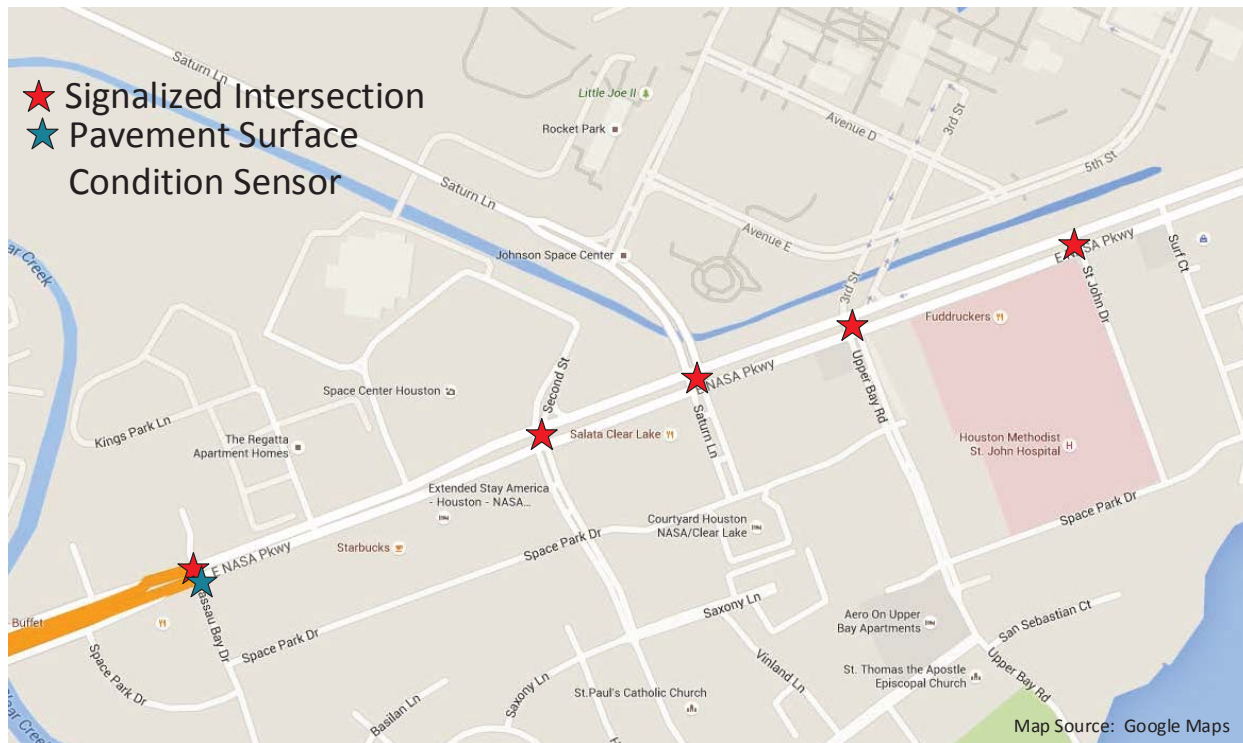 Saturn Ln
Signalized Intersection
Pavement Surface
Condition Sensor
Little Joe II
Rocket Park
Avenue D
3rd St
5th St
Saturn Ln
Avenue E
Johnson Space Center
E NASA Pkwy
Surf Ct
3rd St
St John Dr
Fuddruckers
Creek
Second St
NASA Pkwy
Upper Bay Rd
Space Center Houston
Kings Park Ln
The Regatta
Apartment Homes
Salata Clear Lake
Saturn Ln
Houston Methodist
St. John Hospital
H
Extended Stay America
- Houston - NASA...
Space Park Dr
Courtyard Houston
NASA/Clear Lake
Starbucks
Space Park Dr
E NASA Pkwy
Buffet
assau Bay Dr
Saxony Ln
Aero On Upper
Bay Apartments
San Sebastian Ct
Space Park Dr
Space Park Dr
Vinland Ln
St. Thomas the Apostle
Episcopal Church
Upper Bay Rd
St.Paul's Catholic Church
Saxony Ln
Basilan Ln
Creek
Map Source: Google Maps